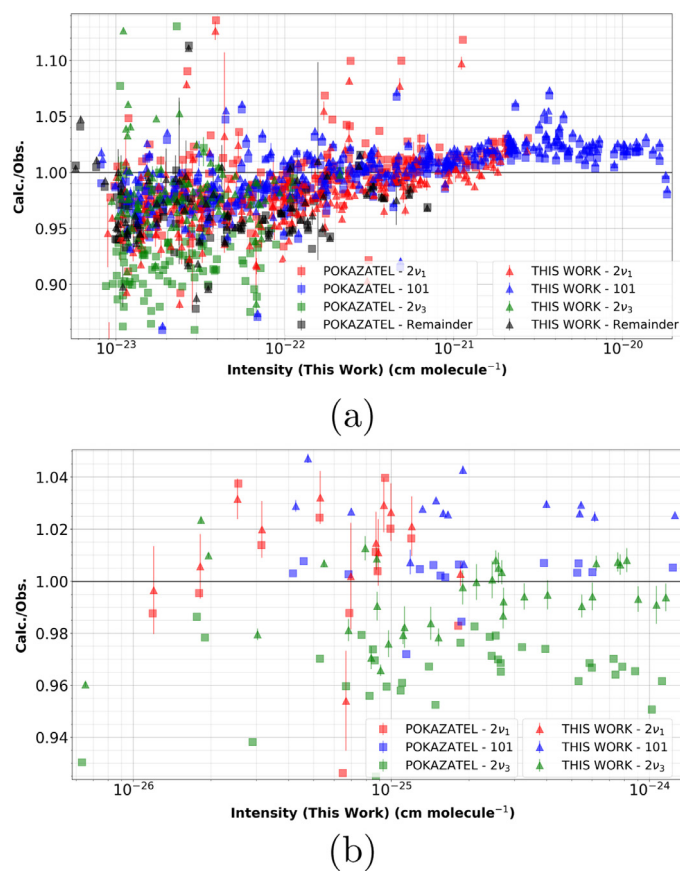 1.10
1.05
1.00
0.95
0.90
Calc./Obs.
POKAZATEL - 2ν₁ THIS WORK - 2ν₁
POKAZATEL - 101 THIS WORK - 101
POKAZATEL - 2ν₃ THIS WORK - 2ν₃
POKAZATEL - Remainder THIS WORK - Remainder
10⁻²³ 10⁻²² 10⁻²¹ 10⁻²⁰
Intensity (This Work) (cm molecule⁻¹)
(a)
1.04
1.02
1.00
0.98
0.96
0.94
Calc./Obs.
POKAZATEL - 2ν₁ THIS WORK - 2ν₁
POKAZATEL - 101 THIS WORK - 101
POKAZATEL - 2ν₃ THIS WORK - 2ν₃
10⁻²⁶ 10⁻²⁵ 10⁻²⁴
Intensity (This Work) (cm molecule⁻¹)
(b)